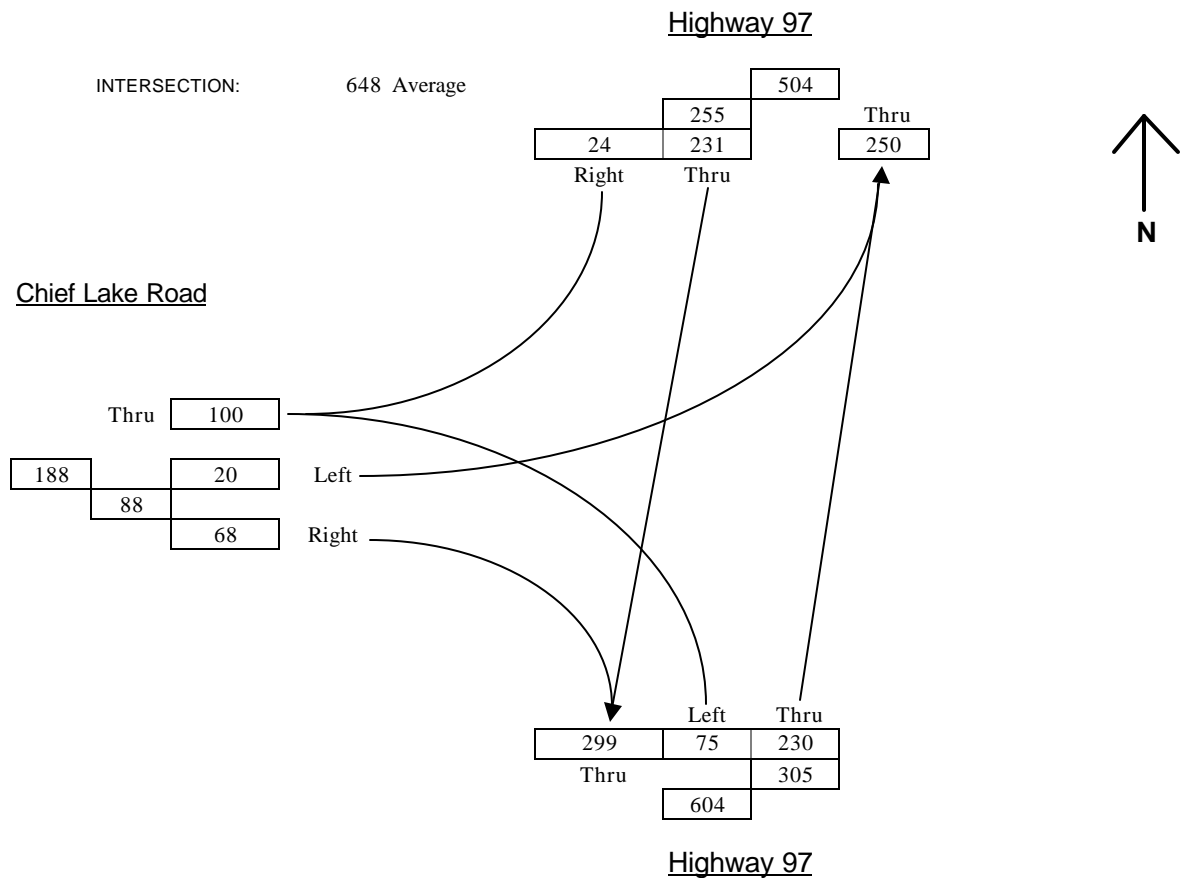 Highway 97
INTERSECTION: 648 Average
504
255
Thru
24 231 250
Right Thru
N
Chief Lake Road
Thru 100
188 20 Left
88
68 Right
Left Thru
299 75 230
Thru 305
604
Highway 97